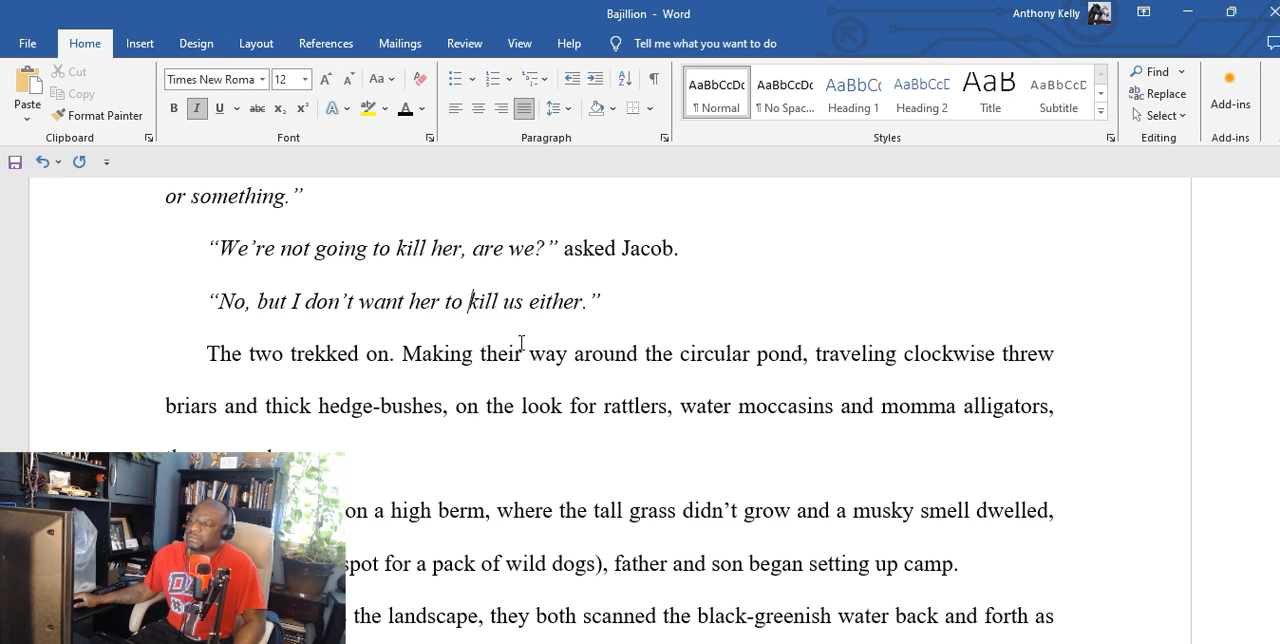 Bajillion - Word
Anthony Kelly
File Home Insert Design Layout References Mailings Review View Help Tell me what you want to do
Paste
Cut
Copy
Format Painter
Clipboard
Times New Roma 12
Aa
B I U abc x₂ x² A A
Font
Paragraph
AaBbCcDc AaBbCcDc AaBbCc AaBbCcE AaB AaBbCcD
¶ Normal ¶ No Spac... Heading 1 Heading 2 Title Subtitle
Styles
Find
Replace
Select
Editing
Add-ins
Add-ins
or something.”
“We’re not going to kill her, are we?” asked Jacob.
“No, but I don’t want her to kill us either.”
The two trekked on. Making their way around the circular pond, traveling clockwise threw
briars and thick hedge-bushes, on the look for rattlers, water moccasins and momma alligators,
on a high berm, where the tall grass didn’t grow and a musky smell dwelled,
spot for a pack of wild dogs), father and son began setting up camp.
the landscape, they both scanned the black-greenish water back and forth as